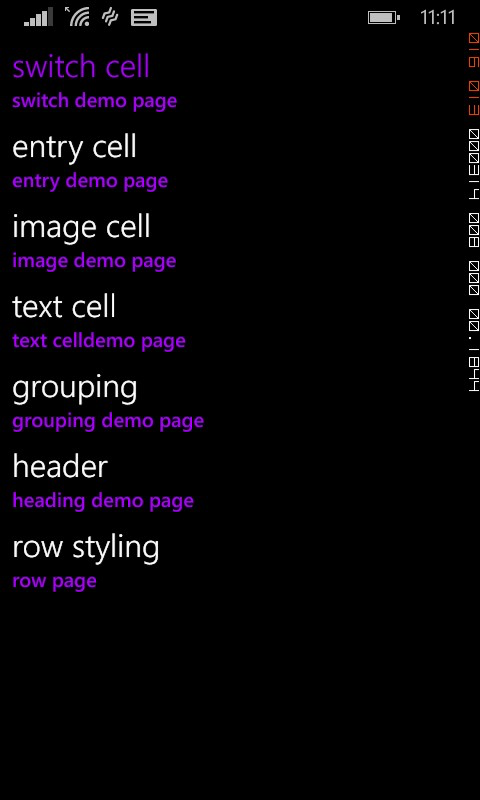 11:11
switch cell
switch demo page
entry cell
entry demo page
image cell
image demo page
text cell
text celldemo page
grouping
grouping demo page
header
heading demo page
row styling
row page